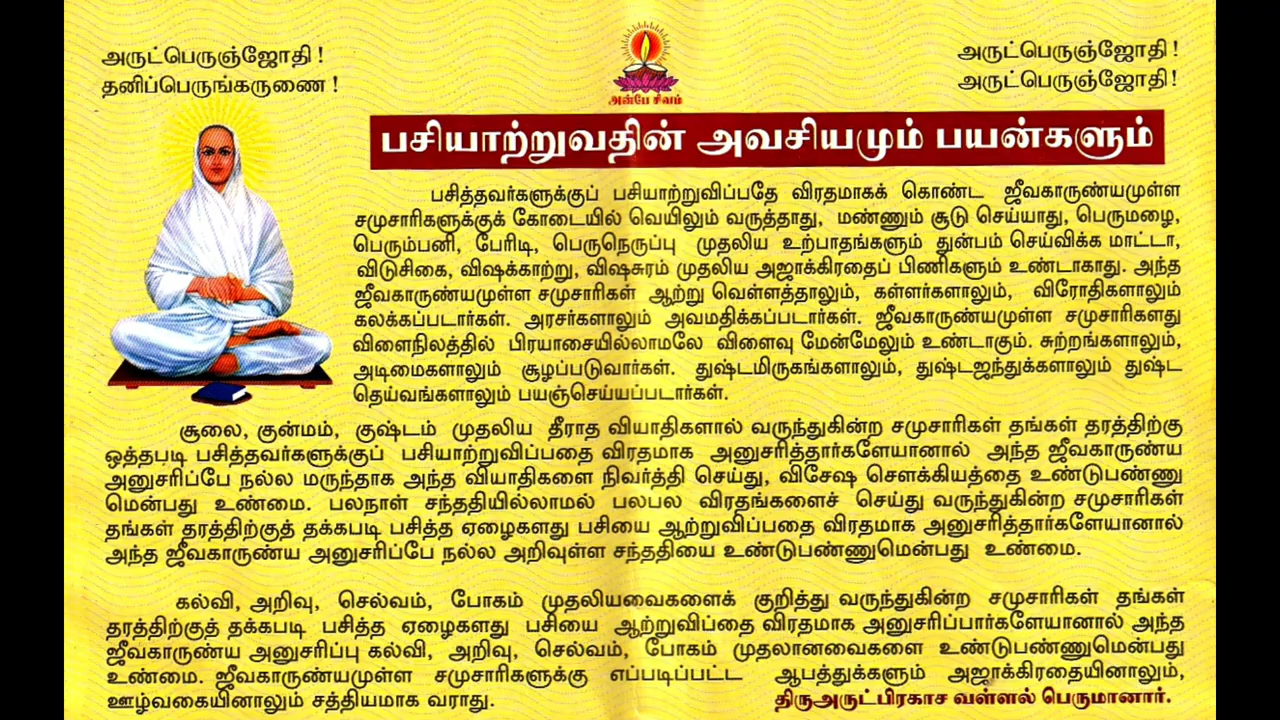 அருட்பெருஞ்ஜோதி !
தனிப்பெருங்கருணை !
அன்பே சிவம்
அருட்பெருஞ்ஜோதி !
அருட்பெருஞ்ஜோதி !
பசியாற்றுவதின் அவசியமும் பயன்களும்
பசித்தவர்களுக்குப் பசியாற்றுவிப்பதே விரதமாகக் கொண்ட ஜீவகாருண்யமுள்ள
சமுசாரிகளுக்குக் கோடையில் வெயிலும் வருத்தாது, மண்ணும் சூடு செய்யாது, பெருமழை,
பெரும்பனி, பேரிடி, பெருநெருப்பு முதலிய உற்பாதங்களும் துன்பம் செய்விக்க மாட்டா,
விடுசிகை, விஷக்காற்று, விஷசுரம் முதலிய அஜாக்கிரதைப் பிணிகளும் உண்டாகாது. அந்த
ஜீவகாருண்யமுள்ள சமுசாரிகள் ஆற்று வெள்ளத்தாலும், கள்ளர்களாலும், விரோதிகளாலும்
கலக்கப்படார்கள். அரசர்களாலும் அவமதிக்கப்படார்கள். ஜீவகாருண்யமுள்ள சமுசாரிகளது
விளைநிலத்தில் பிரயாசையில்லாமலே விளைவு மேன்மேலும் உண்டாகும். சுற்றங்களாலும்,
அடிமைகளாலும் சூழப்படுவார்கள். துஷ்டமிருகங்களாலும், துஷ்டஜந்துக்களாலும் துஷ்ட
தெய்வங்களாலும் பயஞ்செய்யப்படார்கள்.
சூலை, குன்மம், குஷ்டம் முதலிய தீராத வியாதிகளால் வருந்துகின்ற சமுசாரிகள் தங்கள் தரத்திற்கு
ஒத்தபடி பசித்தவர்களுக்குப் பசியாற்றுவிப்பதை விரதமாக அனுசரித்தார்களேயானால் அந்த ஜீவகாருண்ய
அனுசரிப்பே நல்ல மருந்தாக அந்த வியாதிகளை நிவர்த்தி செய்து, விசேஷ சௌக்கியத்தை உண்டுபண்ணு
மென்பது உண்மை. பலநாள் சந்ததியில்லாமல் பலபல விரதங்களைச் செய்து வருந்துகின்ற சமுசாரிகள்
தங்கள் தரத்திற்குத் தக்கபடி பசித்த ஏழைகளது பசியை ஆற்றுவிப்பதை விரதமாக அனுசரித்தார்களேயானால்
அந்த ஜீவகாருண்ய அனுசரிப்பே நல்ல அறிவுள்ள சந்ததியை உண்டுபண்ணுமென்பது உண்மை.
கல்வி, அறிவு, செல்வம், போகம் முதலியவைகளைக் குறித்து வருந்துகின்ற சமுசாரிகள் தங்கள்
தரத்திற்குத் தக்கபடி பசித்த ஏழைகளது பசியை ஆற்றுவிப்தை விரதமாக அனுசரிப்பார்களேயானால் அந்த
ஜீவகாருண்ய அனுசரிப்பு கல்வி, அறிவு, செல்வம், போகம் முதலானவைகளை உண்டுபண்ணுமென்பது
உண்மை. ஜீவகாருண்யமுள்ள சமுசாரிகளுக்கு எப்படிப்பட்ட ஆபத்துக்களும் அஜாக்கிரதையினாலும்,
ஊழ்வகையினாலும் சத்தியமாக வராது.
திருஅருட்பிரகாச வள்ளல் பெருமானார்.